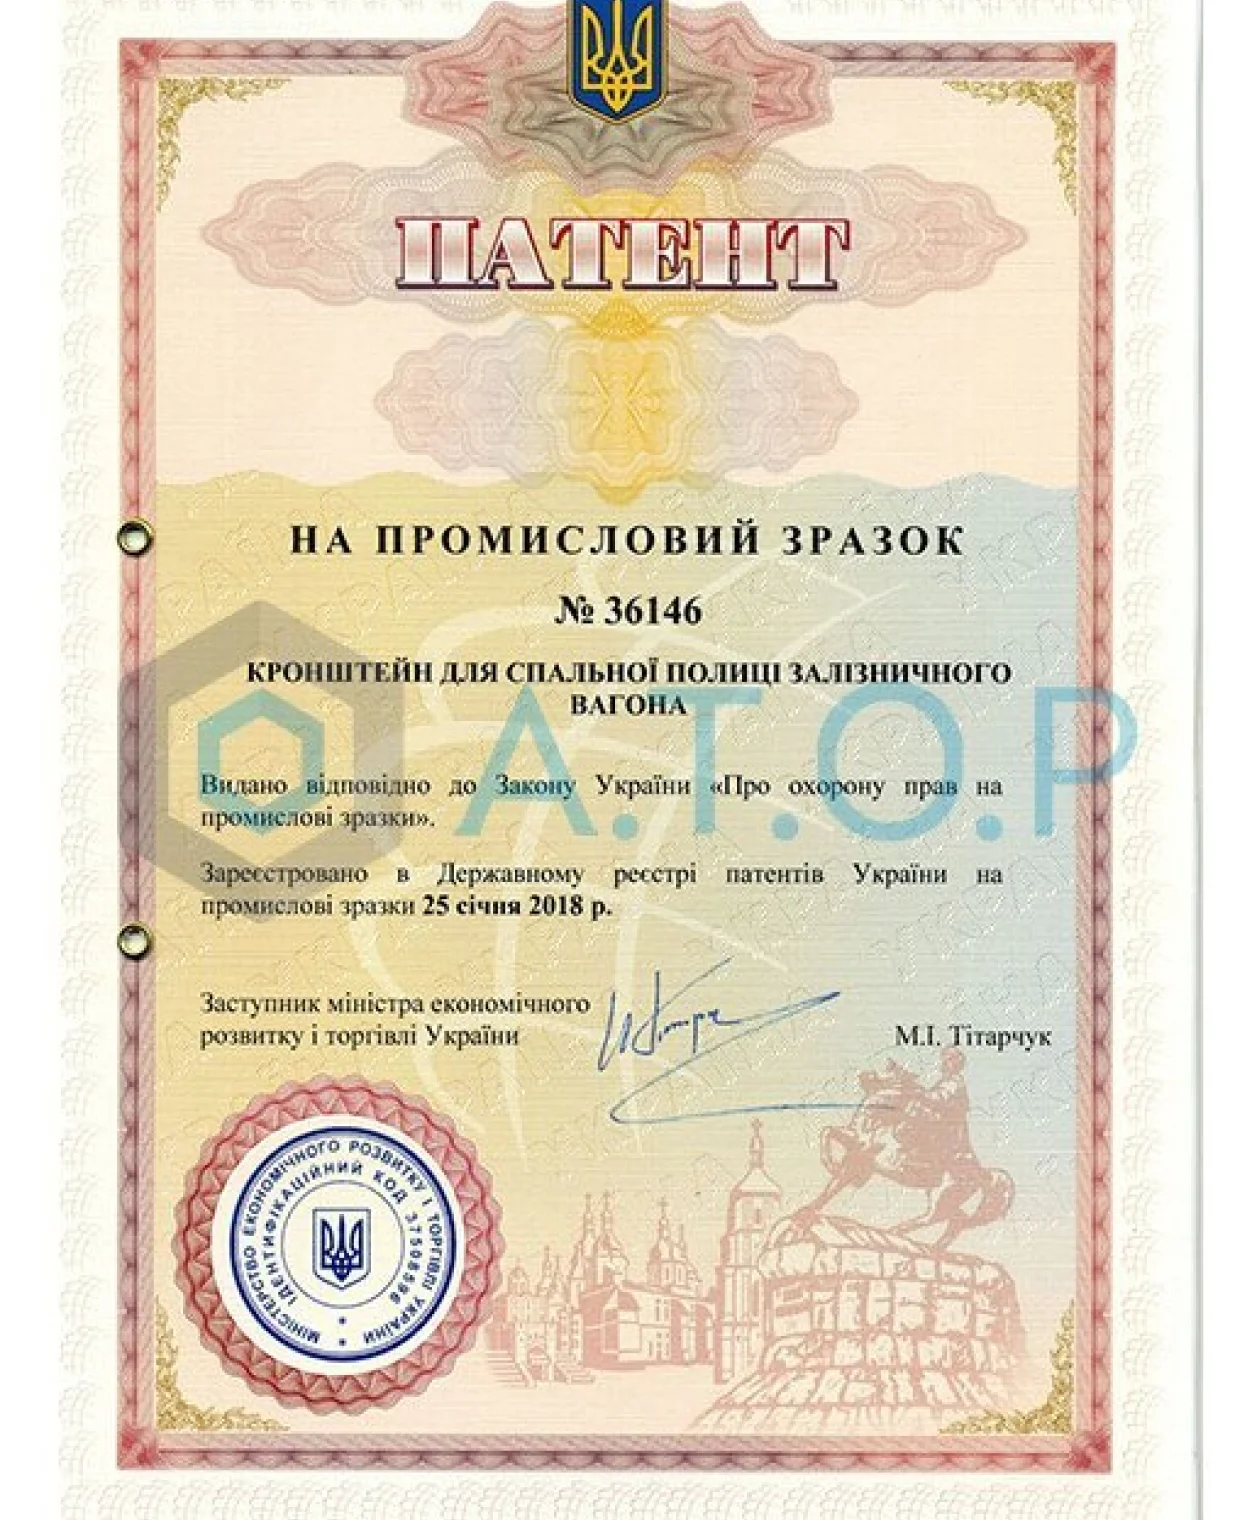 ПАТЕНТ
НА ПРОМИСЛОВИЙ ЗРАЗОК
№ 36146
КРОНШТЕЙН ДЛЯ СПАЛЬНОЇ ПОЛИЦІ ЗАЛІЗНИЧНОГО
ВАГОНА
А.Т.О.Р
Видано відповідно до Закону України «Про охорону прав на
промислові зразки».
Зареєстровано в Державному реєстрі патентів України на
промислові зразки 25 січня 2018 р.
Заступник міністра економічного
розвитку і торгівлі України
М.І. Тітарчук
МІНІСТЕРСТВО ЕКОНОМІЧНОГО РОЗВИТКУ І ТОРГІВЛІ УКРАЇНИ
ІДЕНТИФІКАЦІЙНИЙ КОД 37508596